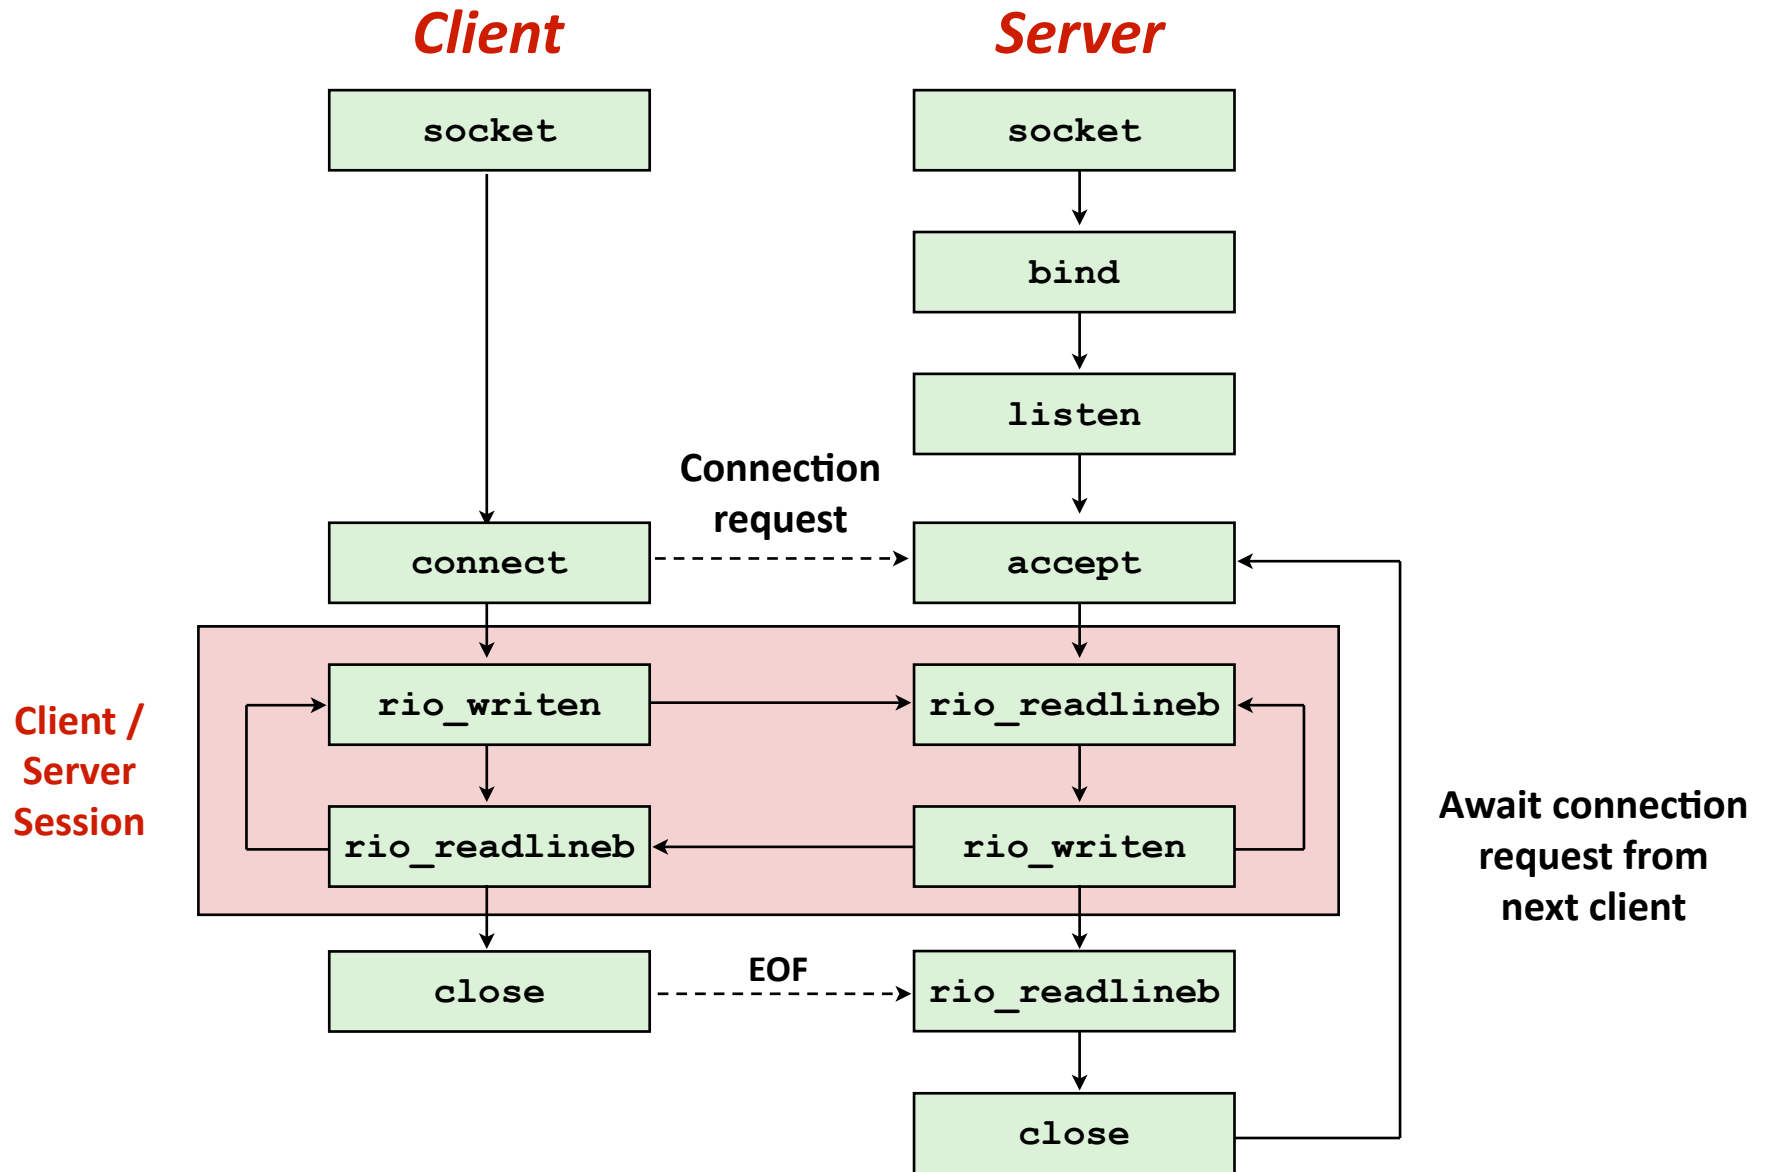 Client
Server
socket
socket
bind
listen
Connection
request
connect
accept
Client /
Server
Session
rio_writen
rio_readlineb
rio_readlineb
rio_writen
Await connection
request from
next client
close
EOF
rio_readlineb
close